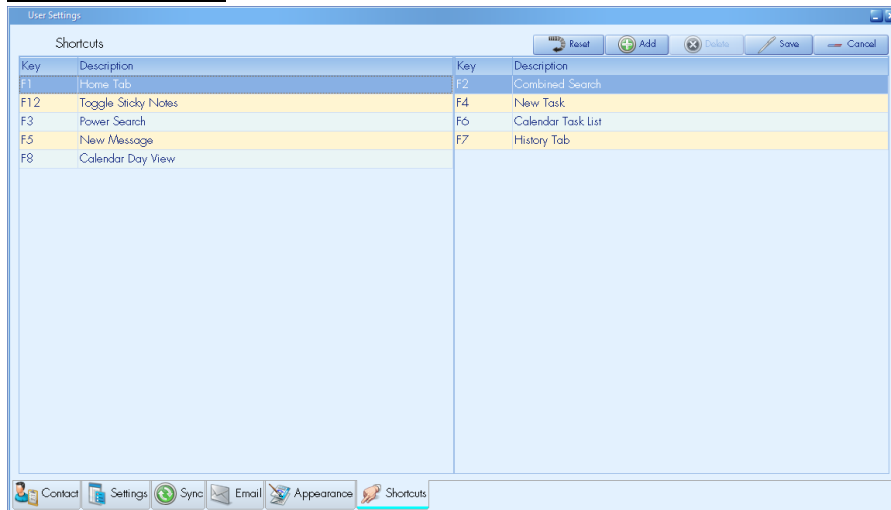 User Settings
Shortcuts
Reset Add Delete Save Cancel
Key Description Key Description
F1 Home Tab F2 Combined Search
F12 Toggle Sticky Notes F4 New Task
F3 Power Search F6 Calendar Task List
F5 New Message F7 History Tab
F8 Calendar Day View
Contact Settings Sync Email Appearance Shortcuts